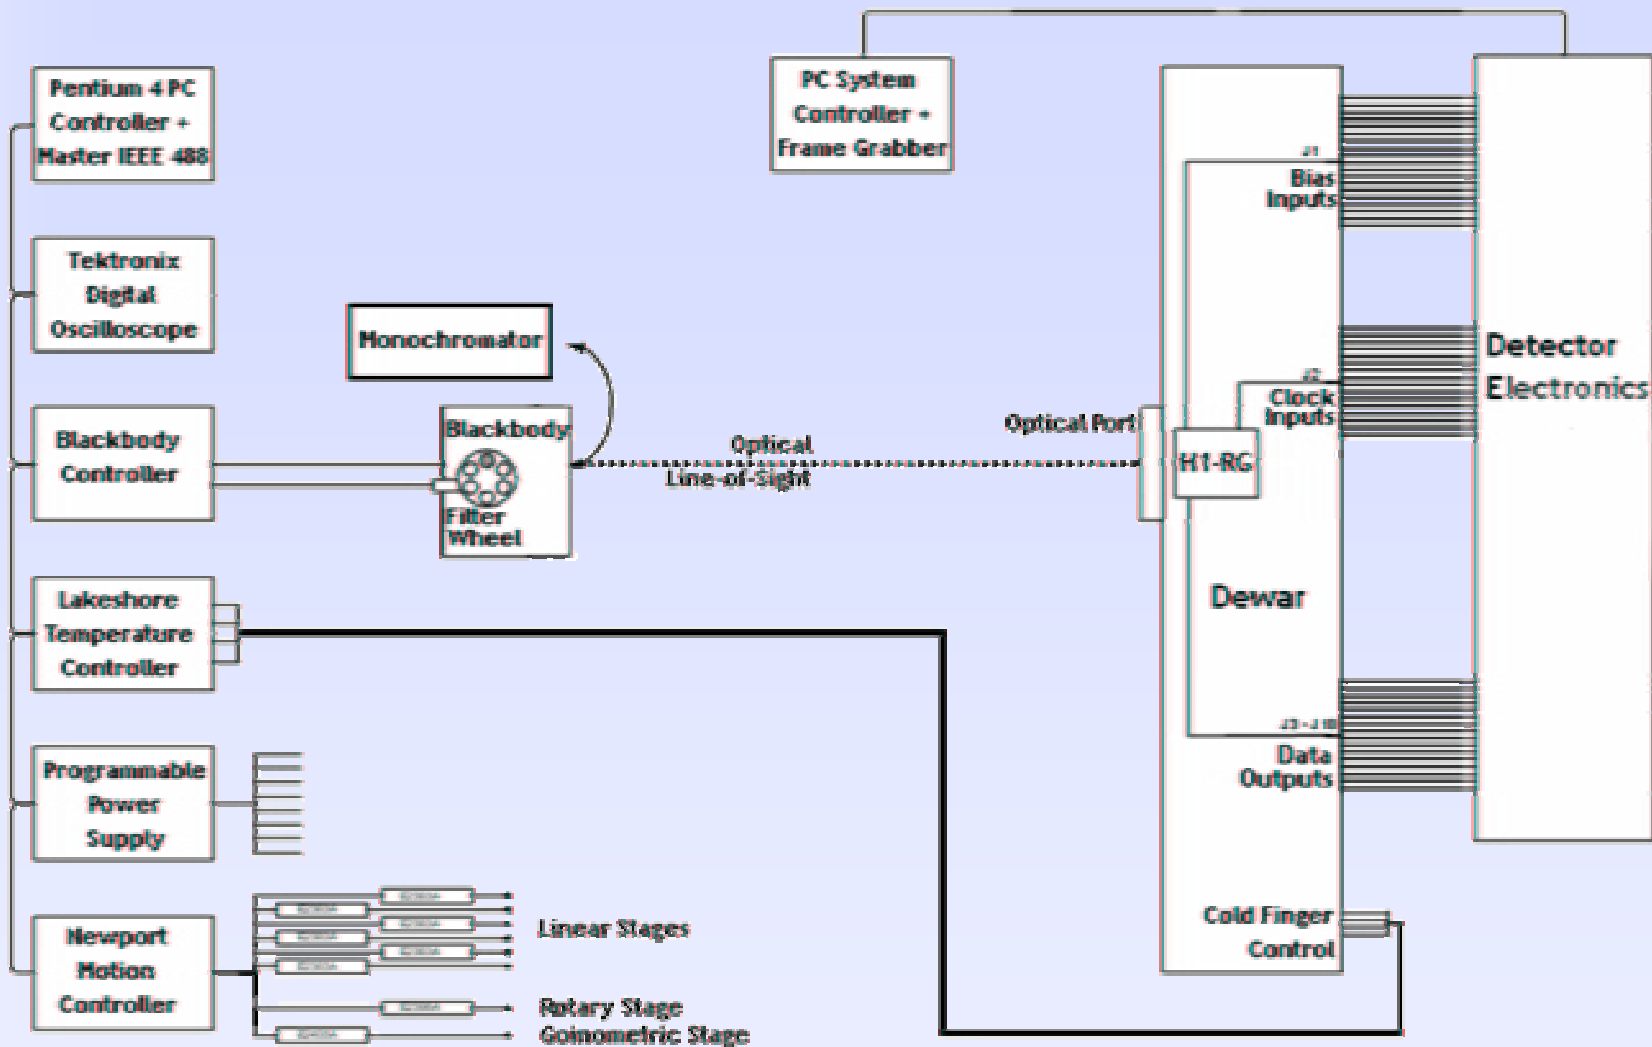 Pentium 4 PC
Controller +
Master IEEE 488
Tektronix
Digital
Oscilloscope
Blackbody
Controller
Lakeshore
Temperature
Controller
Programmable
Power
Supply
Newport
Motion
Controller
Monochromator
Blackbody
Filter
Wheel
Optical
Line-of-Sight
Linear Stages
Rotary Stage
Goinometric Stage
PC System
Controller +
Frame Grabber
Optical Port
H1-RG
J1
Bias
Inputs
J2
Clock
Inputs
Dewar
J3 - J10
Data
Outputs
Cold Finger
Control
Detector
Electronics